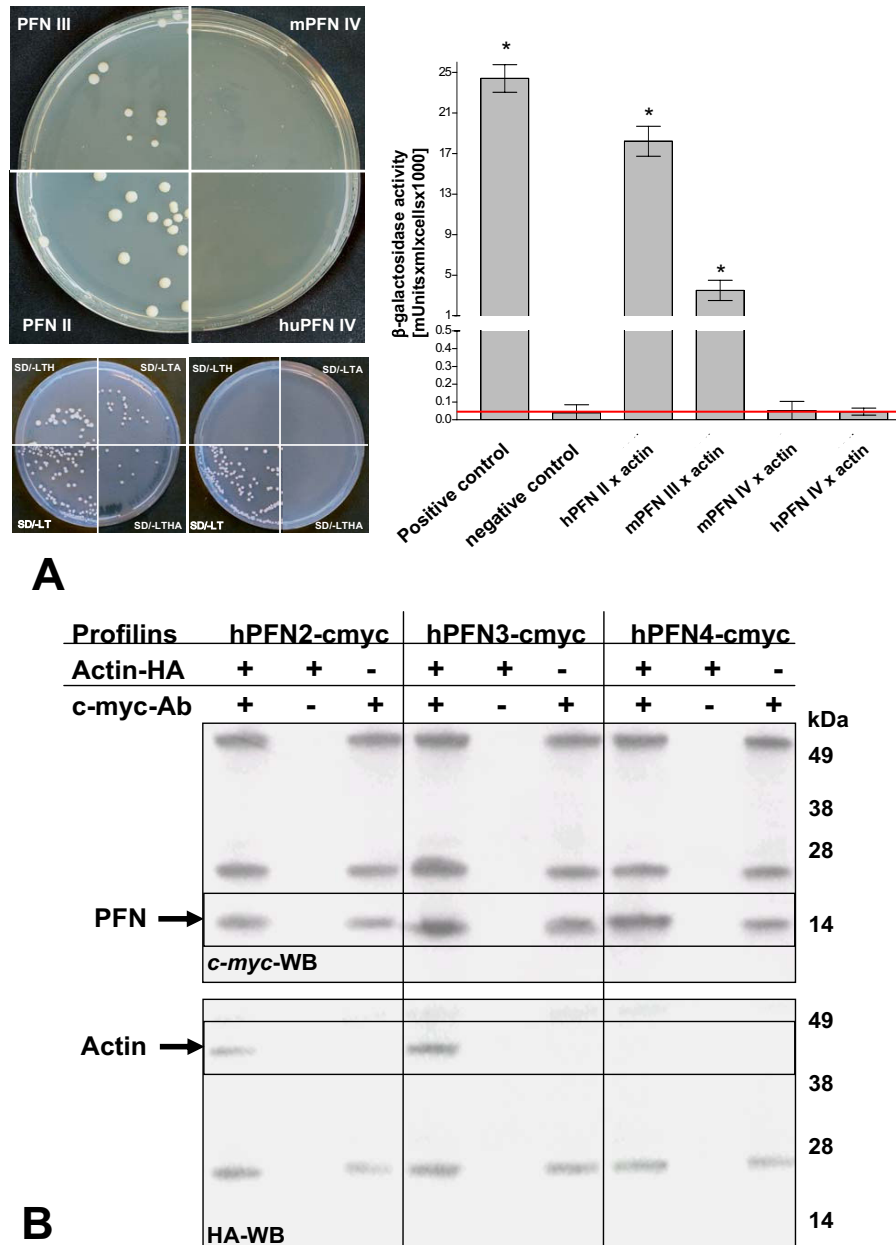 PFN III
mPFN IV
PFN II
huPFN IV
SD/-LTH
SD/-LTA
SD/-LT
SD/-LTHA
SD/-LTH
SD/-LTA
SD/-LT
SD/-LTHA
β-galactosidase activity
[mUnitsxmlxcellsx1000]
25
21
17
13
9
5
1
0.5
0.4
0.3
0.2
0.1
0.0
*
*
*
Positive control
negative control
hPFN II x actin
mPFN III x actin
mPFN IV x actin
hPFN IV x actin
A
Profilins hPFN2-cmyc hPFN3-cmyc hPFN4-cmyc
Actin-HA + + - + + - + + -
c-myc-Ab + - + + - + + - +
kDa
49
38
28
PFN
14
c-myc-WB
49
Actin
38
28
14
HA-WB
B